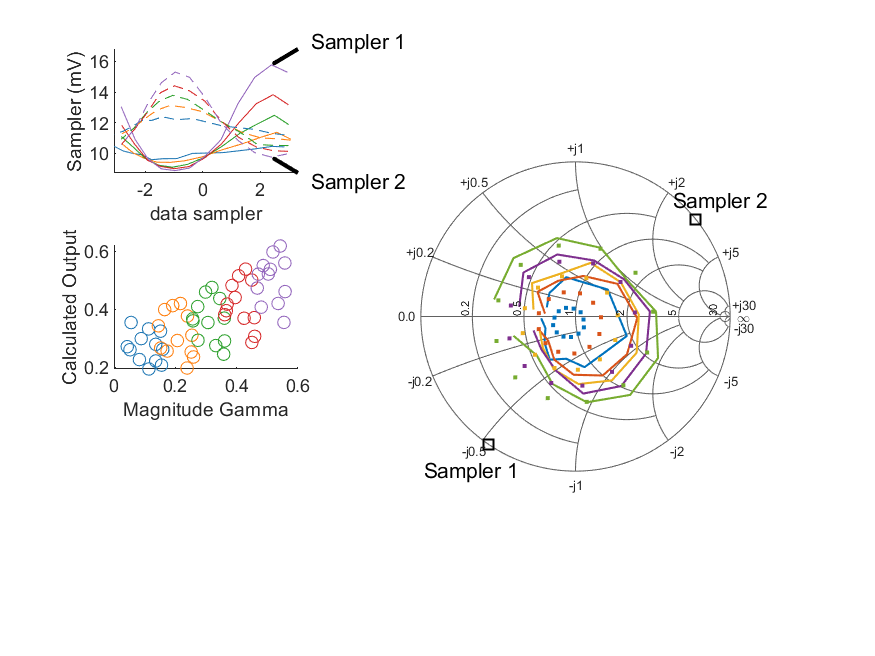 Sampler 1
Sampler (mV)
16
14
12
10
-2
0
2
data sampler
Sampler 2
Calculated Output
0.6
0.4
0.2
0
0.2
0.4
0.6
Magnitude Gamma
+j1
+j0.5
+j2
Sampler 2
+j0.2
+j5
0.0
0.2
0.5
1
2
5
30
+j30
∞
-j30
-j0.2
-j5
-j0.5
-j2
Sampler 1
-j1